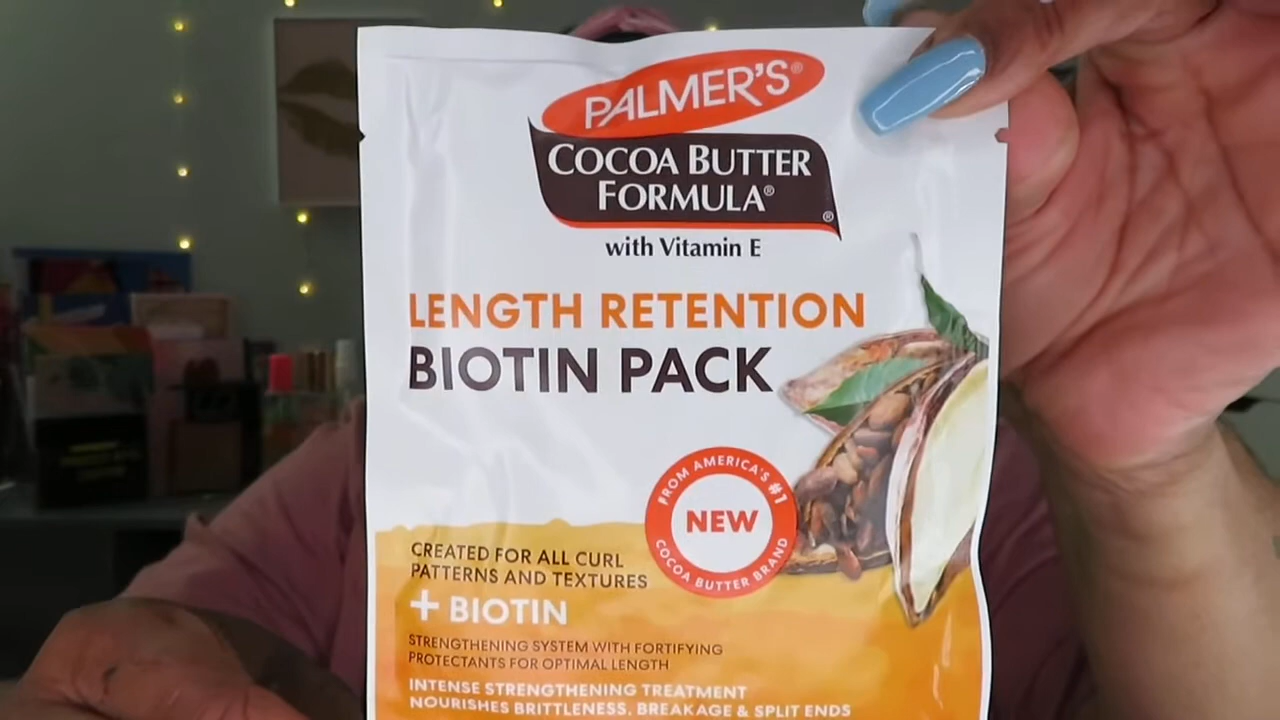 PALMER'S®
COCOA BUTTER
FORMULA®
®
with Vitamin E
LENGTH RETENTION
BIOTIN PACK
FROM AMERICA'S #1
NEW
COCOA BUTTER BRAND
CREATED FOR ALL CURL
PATTERNS AND TEXTURES
+ BIOTIN
STRENGTHENING SYSTEM WITH FORTIFYING
PROTECTANTS FOR OPTIMAL LENGTH
INTENSE STRENGTHENING TREATMENT
NOURISHES BRITTLENESS, BREAKAGE & SPLIT ENDS